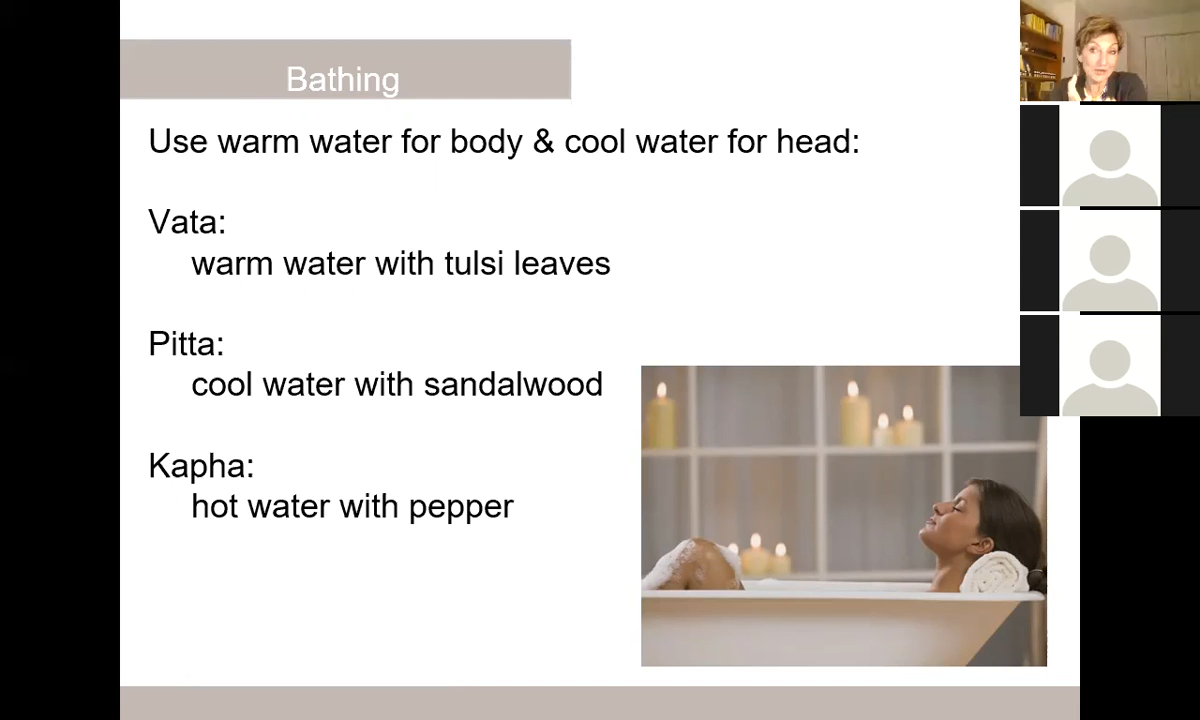 Bathing
Use warm water for body & cool water for head:
Vata:
warm water with tulsi leaves
Pitta:
cool water with sandalwood
Kapha:
hot water with pepper